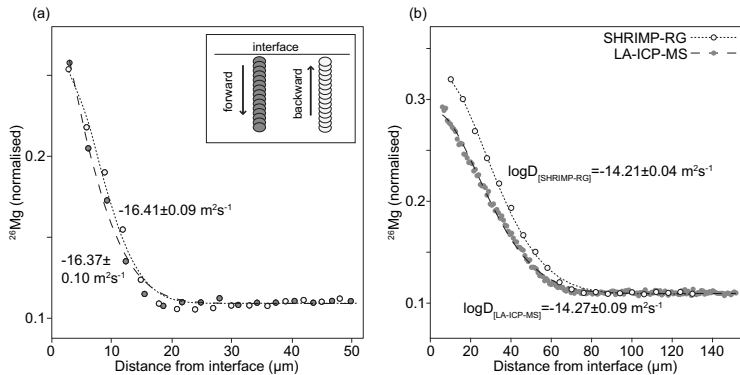 (a)
interface
forward
backward
-16.41±0.09 m²s⁻¹
-16.37±
0.10 m²s⁻¹
0.2
0.1
²⁶Mg (normalised)
0 10 20 30 40 50
Distance from interface (µm)
(b)
SHRIMP-RG
LA-ICP-MS
logD[SHRIMP-RG]=-14.21±0.04 m²s⁻¹
logD[LA-ICP-MS]=-14.27±0.09 m²s⁻¹
0.3
0.2
0.1
²⁶Mg (normalised)
0 20 40 60 80 100 120 140
Distance from interface (µm)